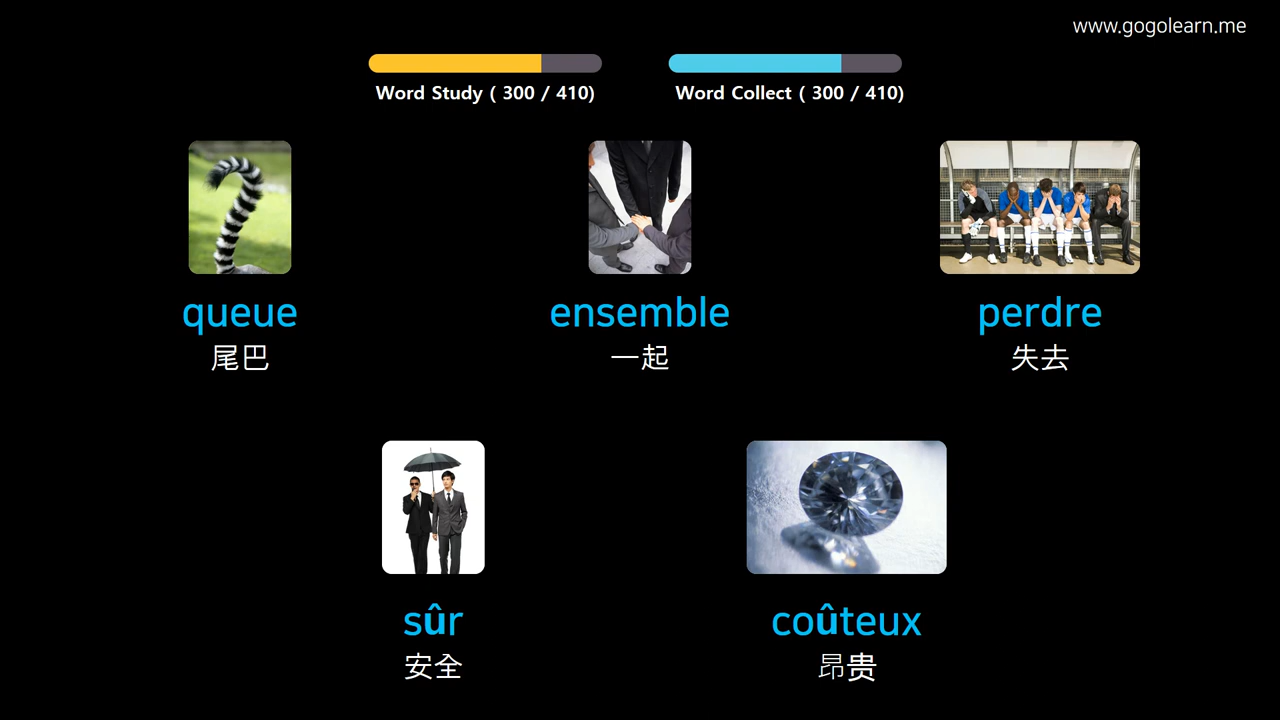 www.gogolearn.me
Word Study ( 300 / 410)
Word Collect ( 300 / 410)
queue
尾巴
ensemble
一起
perdre
失去
sûr
安全
coûteux
昂贵